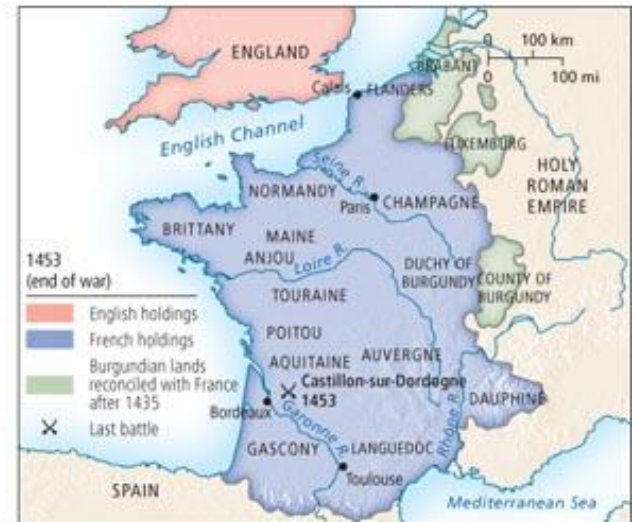 ENGLAND
0 100 km
0 100 mi
BRABANT
Calais
FLANDERS
English Channel
LUXEMBURG
HOLY
ROMAN
EMPIRE
Seine R.
NORMANDY
Paris
CHAMPAGNE
BRITTANY
MAINE
ANJOU
Loire R.
DUCHY OF
BURGUNDY
COUNTY OF
BURGUNDY
TOURAINE
POITOU
AQUITAINE
AUVERGNE
Castillon-sur-Dordogne
1453
DAUPHINÉ
Bordeaux
Garonne R.
Rhône R.
GASCONY
LANGUEDOC
Toulouse
SPAIN
Mediterranean Sea
1453
(end of war)
English holdings
French holdings
Burgundian lands
reconciled with France
after 1435
Last battle